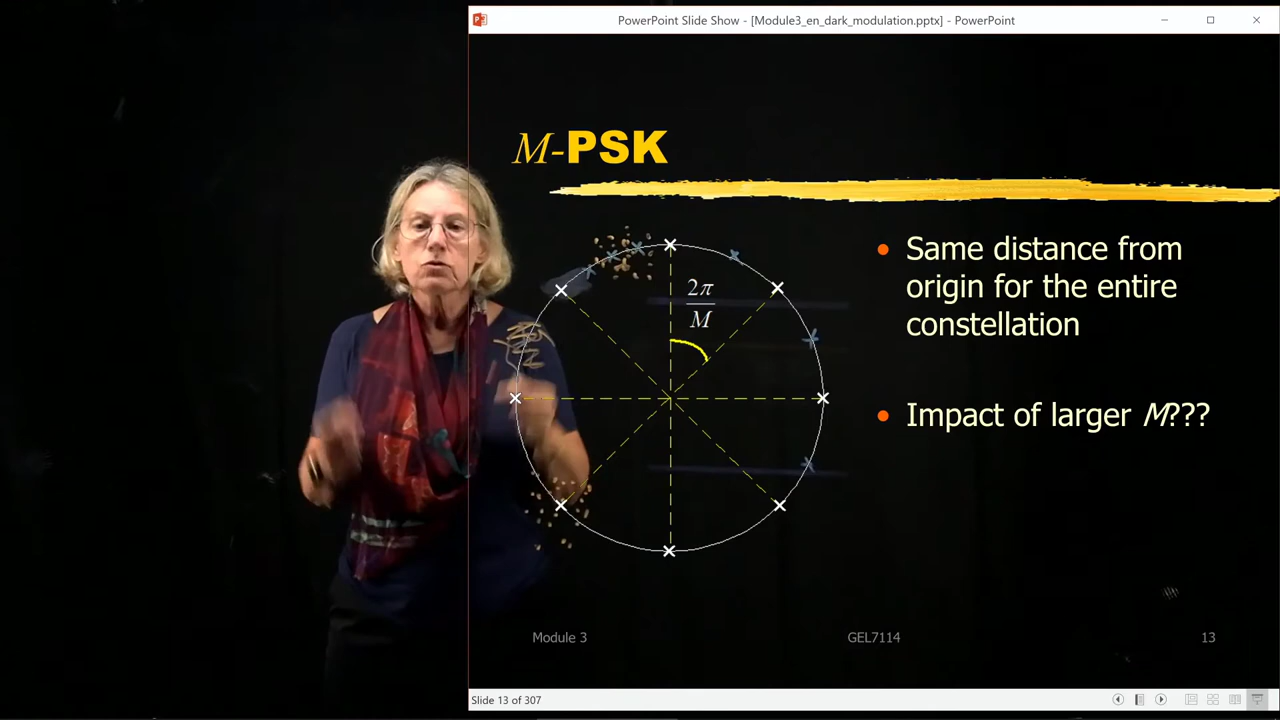 PowerPoint Slide Show - [Module3_en_dark_modulation.pptx] - PowerPoint
M-PSK
2π
M
• Same distance from
origin for the entire
constellation
• Impact of larger M???
Module 3
GEL7114
13
Slide 13 of 307